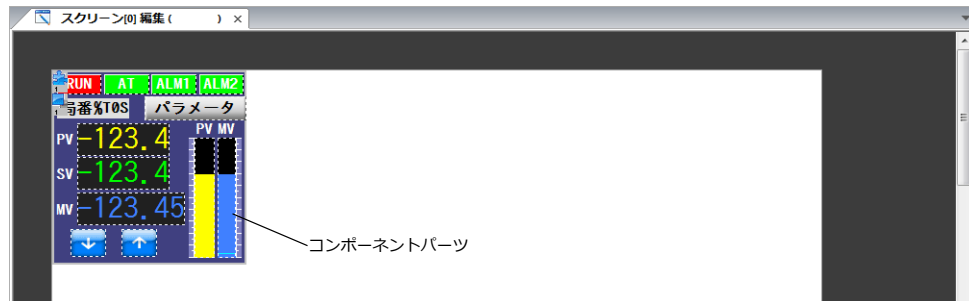 スクリーン[0] 編集 ( ) ×
RUN AT ALM1 ALM2
局番%T0S パラメータ
PV MV
PV -123.4
SV -123.4
MV -123.45
コンポーネントパーツ